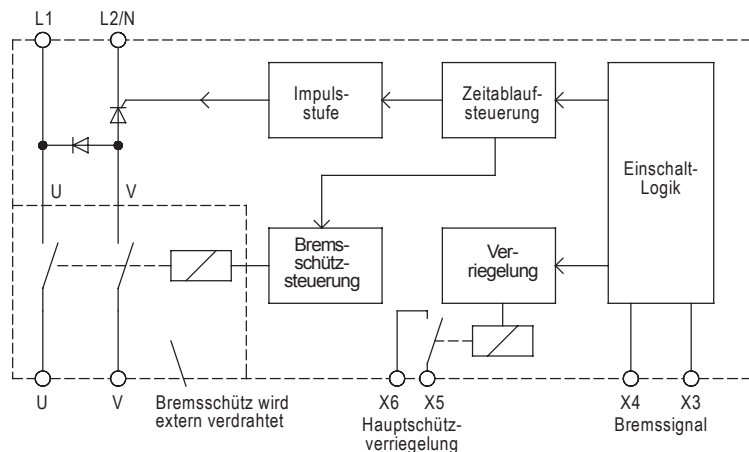 L1 L2/N
Impuls-
stufe
Zeitablauf-
steuerung
Einschalt-
Logik
U V
Brems-
schütz-
steuerung
Ver-
riegelung
U V
Bremsschütz wird
extern verdrahtet
X6 X5
Hauptschütz-
verriegelung
X4 X3
Bremssignal